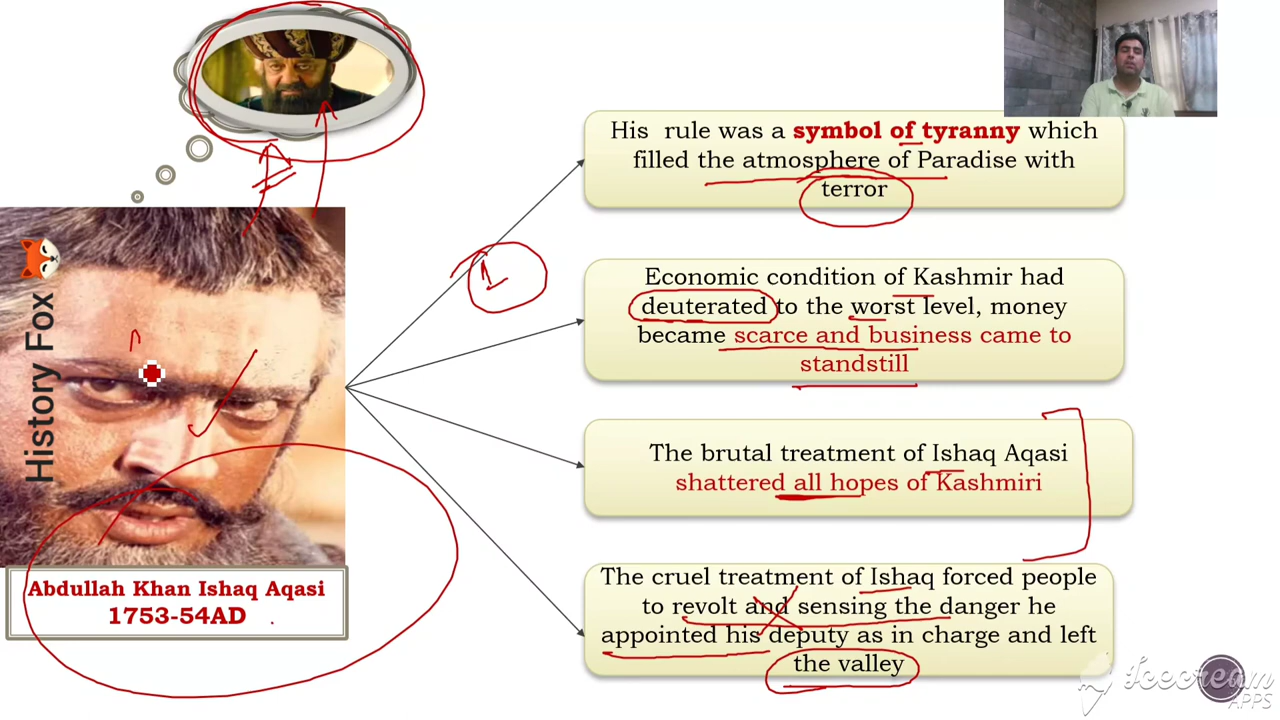 His rule was a symbol of tyranny which
filled the atmosphere of Paradise with
terror
1
Economic condition of Kashmir had
deuterated to the worst level, money
became scarce and business came to
standstill
The brutal treatment of Ishaq Aqasi
shattered all hopes of Kashmiri
The cruel treatment of Ishaq forced people
to revolt and sensing the danger he
appointed his deputy as in charge and left
the valley
History Fox
Abdullah Khan Ishaq Aqasi
1753-54AD
Icecream
APPS